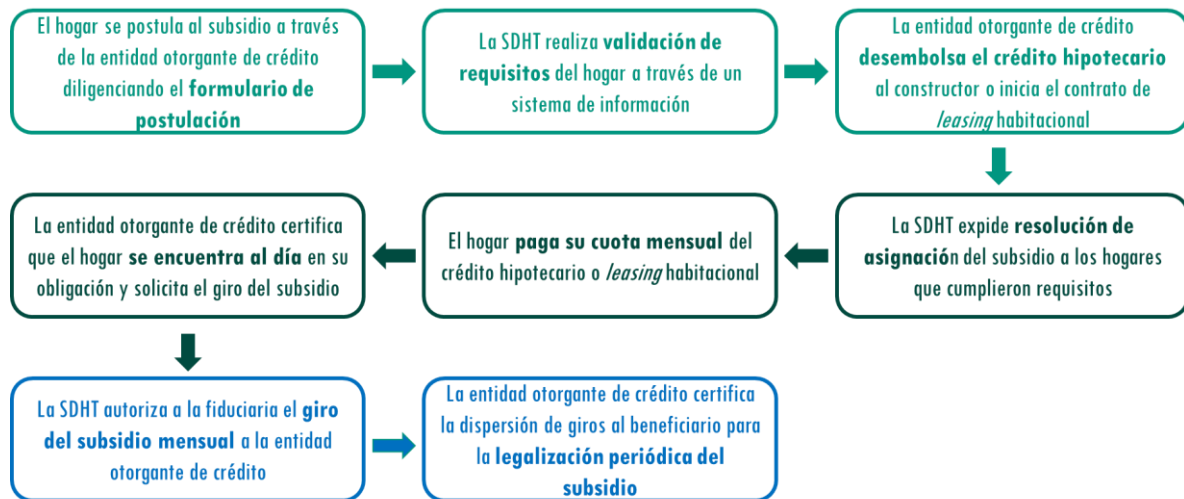 El hogar se postula al subsidio a través
de la entidad otorgante de crédito
diligenciando el formulario de
postulación
La SDHT realiza validación de
requisitos del hogar a través de un
sistema de información
La entidad otorgante de crédito
desembolsa el crédito hipotecario
al constructor o inicia el contrato de
leasing habitacional
La SDHT expide resolución de
asignación del subsidio a los hogares
que cumplieron requisitos
El hogar paga su cuota mensual del
crédito hipotecario o leasing habitacional
La entidad otorgante de crédito certifica
que el hogar se encuentra al día en su
obligación y solicita el giro del subsidio
La SDHT autoriza a la fiduciaria el giro
del subsidio mensual a la entidad
otorgante de crédito
La entidad otorgante de crédito certifica
la dispersión de giros al beneficiario para
la legalización periódica del
subsidio